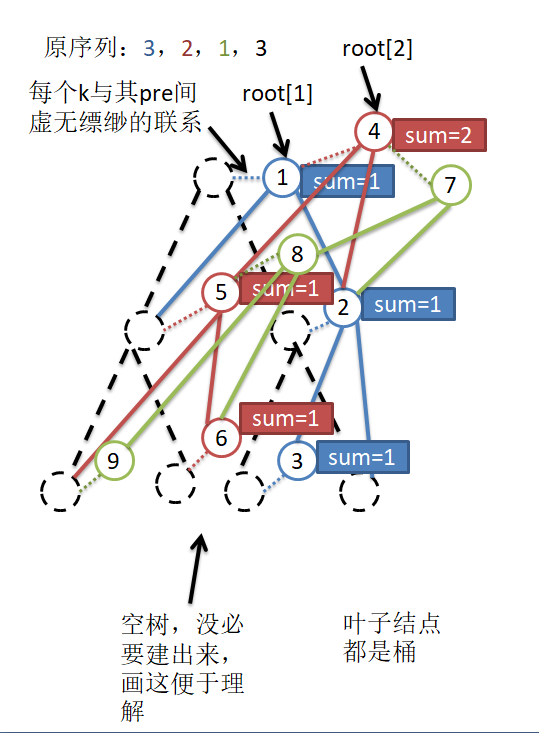 原序列：3，2，1，3
root[2]
每个k与其pre间
虚无缥缈的联系
root[1]
4
sum=2
1
sum=1
7
8
5
sum=1
2
sum=1
6
sum=1
9
3
sum=1
空树，没必
要建出来，
画这便于理
解
叶子结点
都是桶